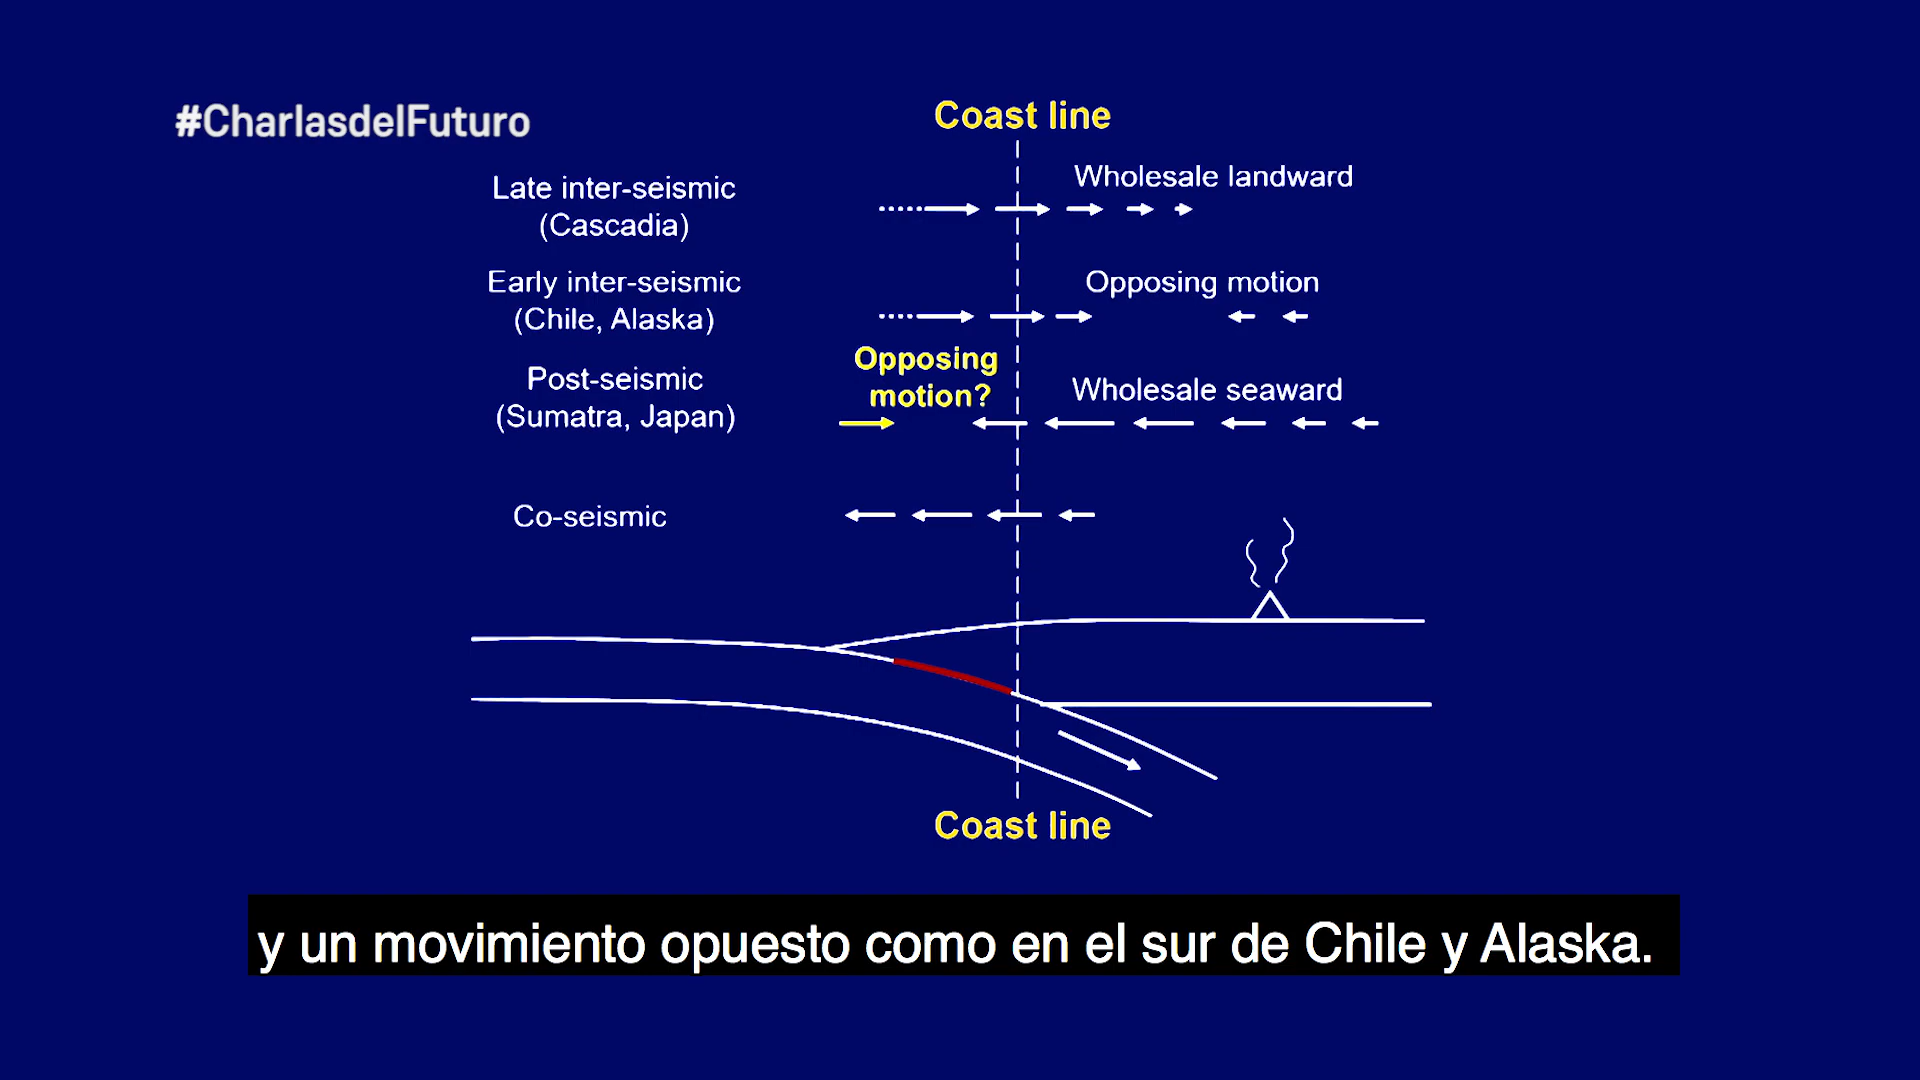 #CharlasdelFuturo
Coast line
Late inter-seismic
(Cascadia)
Wholesale landward
Early inter-seismic
(Chile, Alaska)
Opposing motion
Opposing
motion?
Post-seismic
(Sumatra, Japan)
Wholesale seaward
Co-seismic
Coast line
y un movimiento opuesto como en el sur de Chile y Alaska.